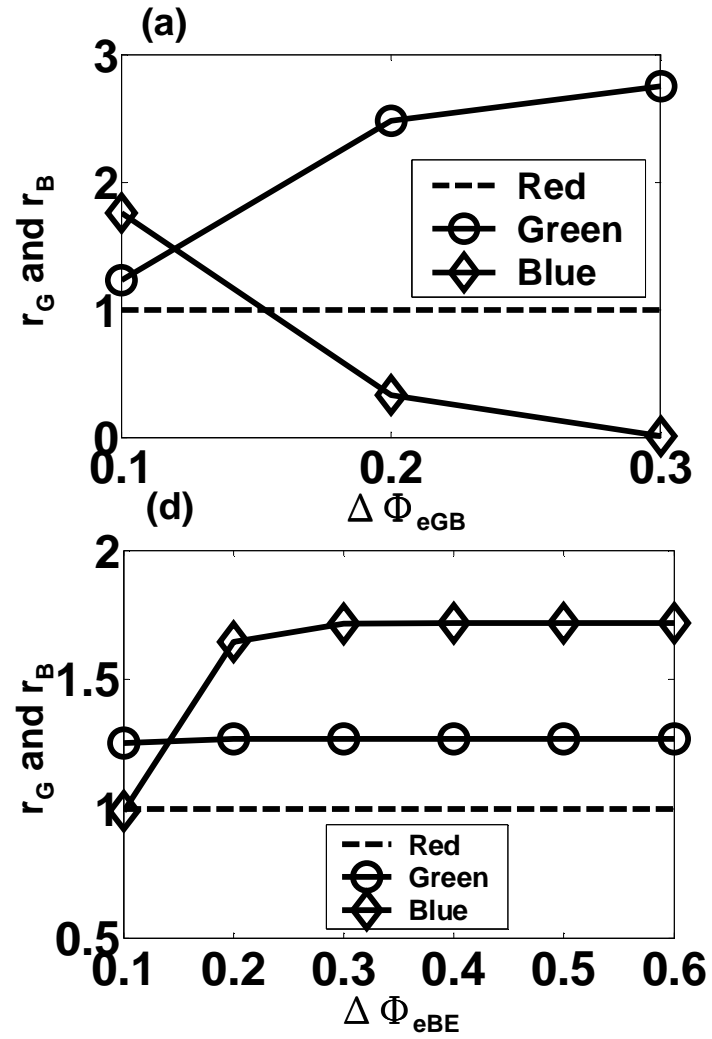 (a)
3
2
1
0
r_G and r_B
Red
Green
Blue
0.1 0.2 0.3
Δ Φ_eGB
(d)
2
1.5
1
0.5
r_G and r_B
Red
Green
Blue
0.1 0.2 0.3 0.4 0.5 0.6
Δ Φ_eBE